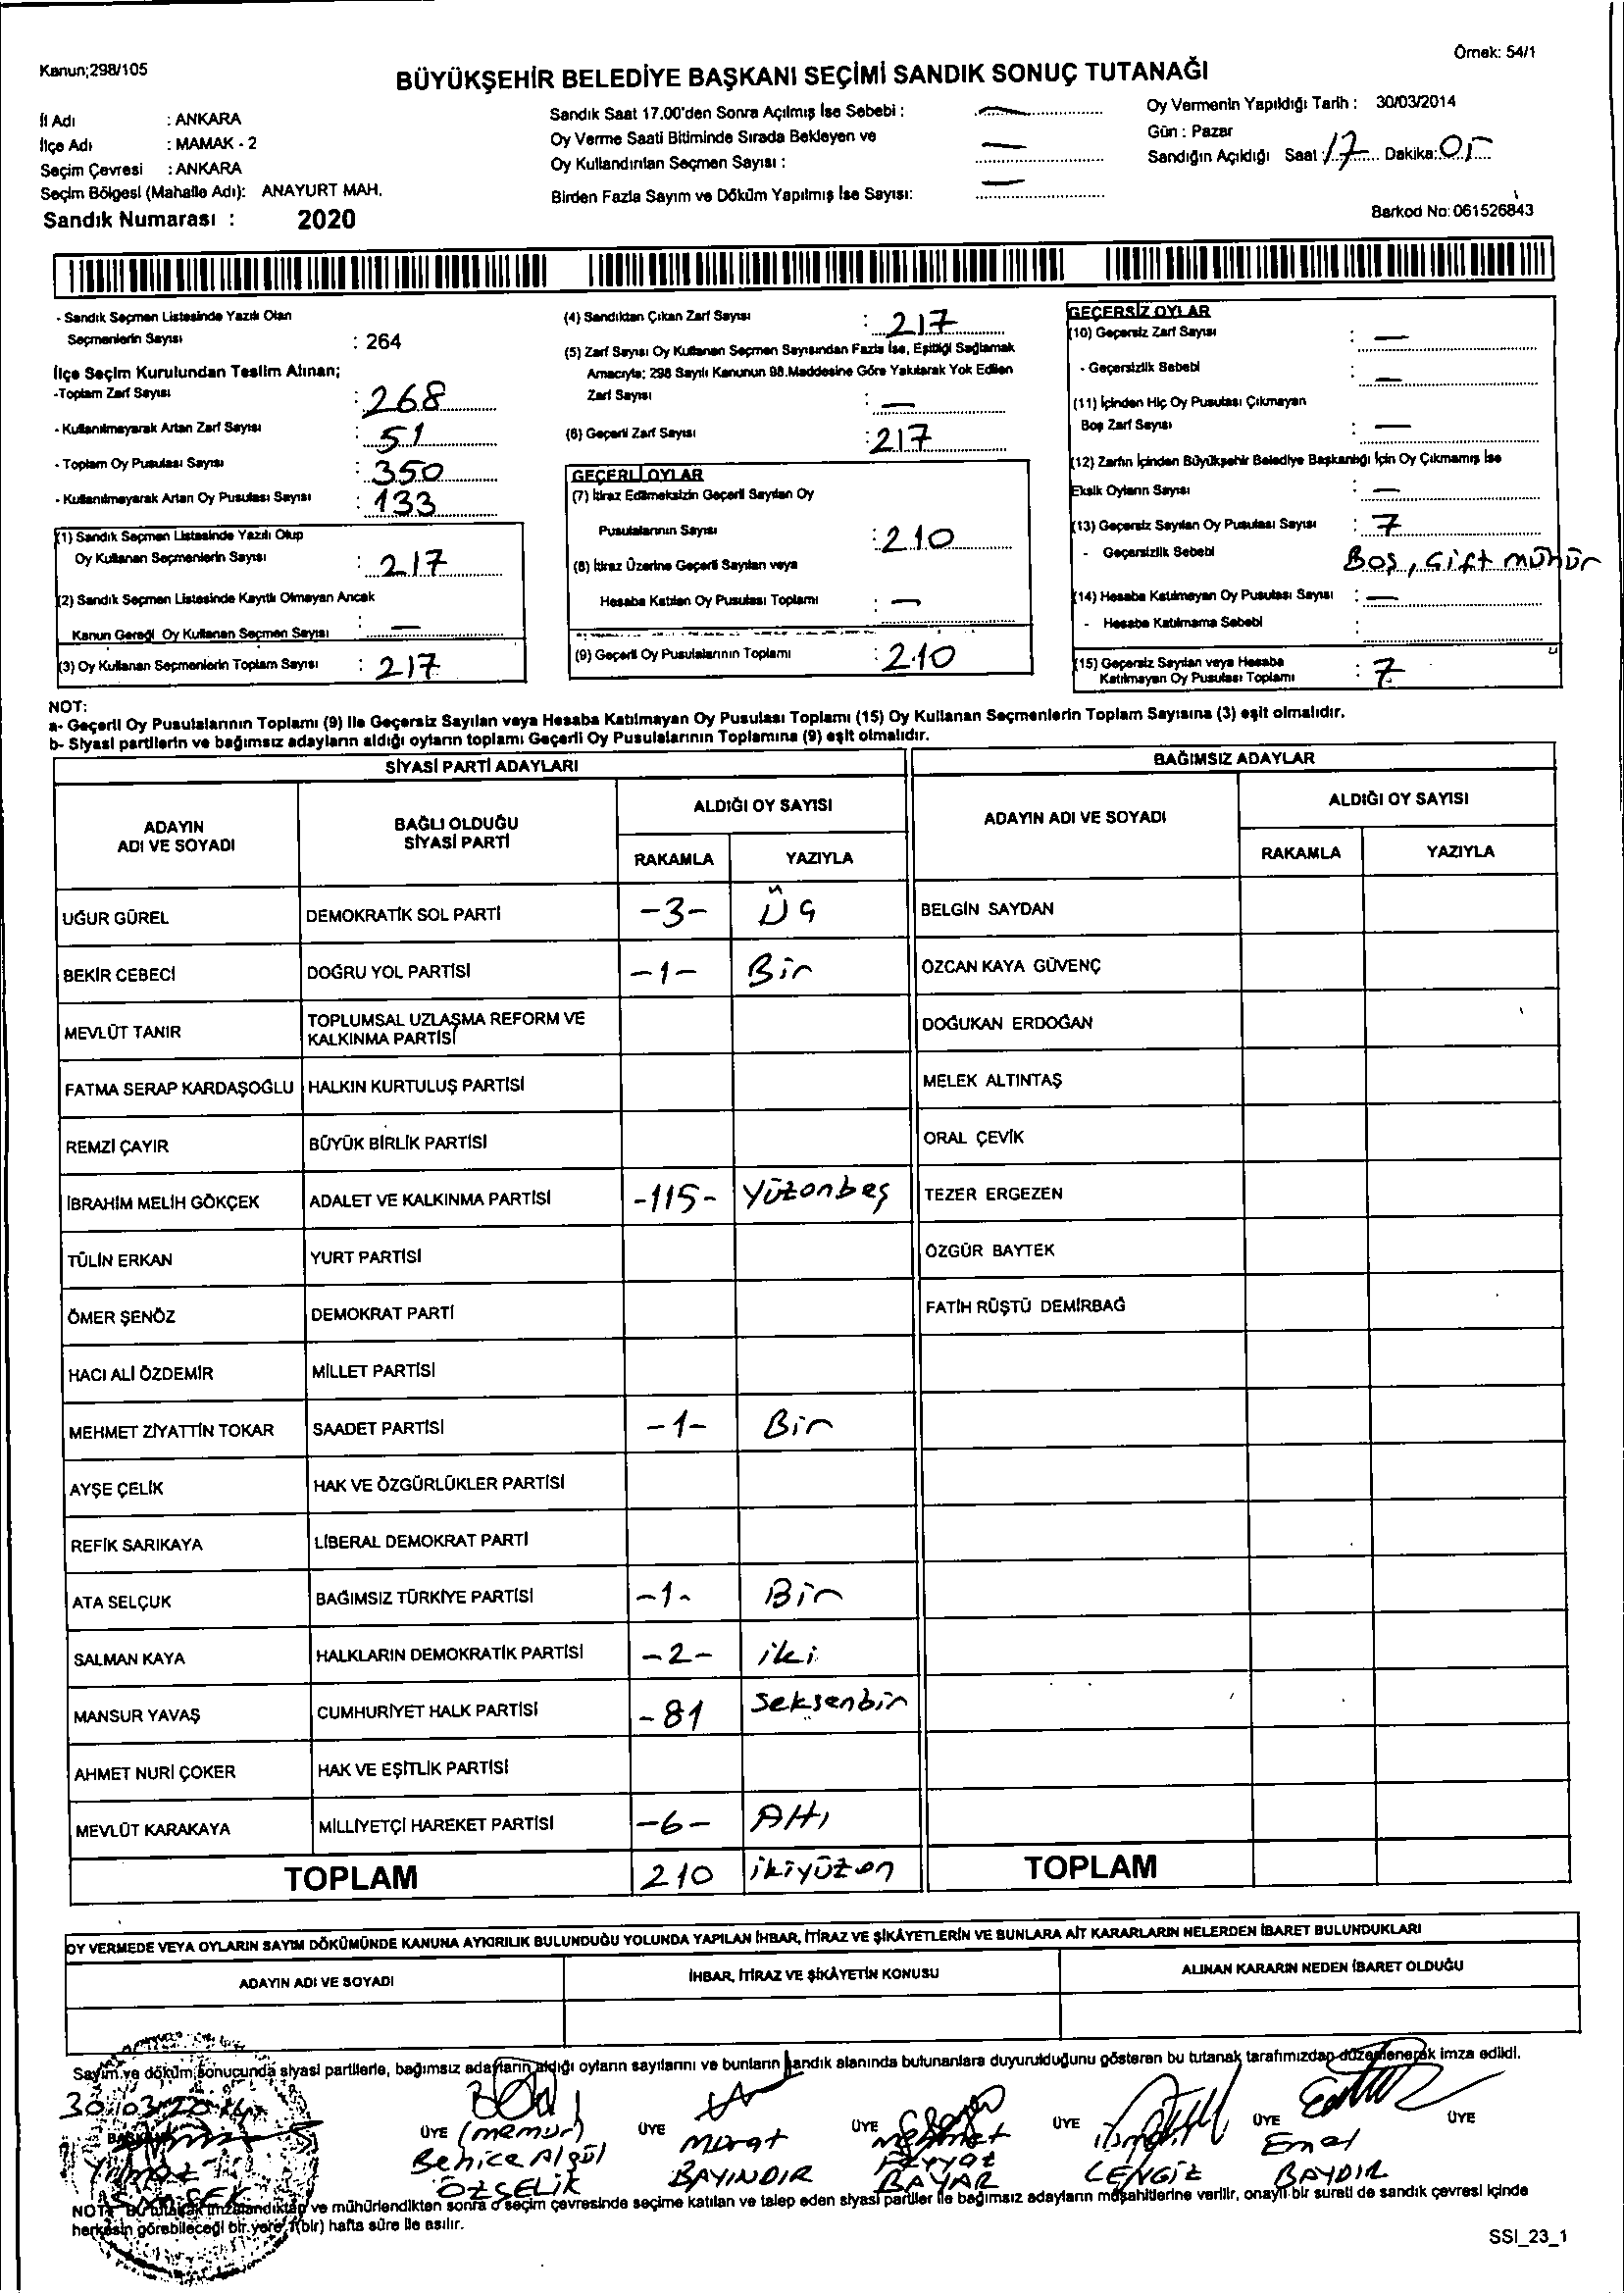 Kanun;298/105
Örnek: 54/1
BÜYÜKŞEHİR BELEDİYE BAŞKANI SEÇİMİ SANDIK SONUÇ TUTANAĞI
İl Adı : ANKARA
İlçe Adı : MAMAK - 2
Seçim Çevresi : ANKARA
Seçim Bölgesi (Mahalle Adı): ANAYURT MAH.
Sandık Numarası : 2020
Sandık Saat 17.00'den Sonra Açılmış İse Sebebi : —
Oy Verme Saati Bitiminde Sırada Bekleyen ve
Oy Kullandırılan Seçmen Sayısı : —
Birden Fazla Sayım ve Döküm Yapılmış İse Sayısı: —
Oy Vermenin Yapıldığı Tarih : 30/03/2014
Gün : Pazar
Sandığın Açıldığı Saat : 17 Dakika: 05
Barkod No: 061526843
- Sandık Seçmen Listesinde Yazılı Olan
Seçmenlerin Sayısı : 264
İlçe Seçim Kurulundan Teslim Alınan;
-Toplam Zarf Sayısı : 268
- Kullanılmayarak Artan Zarf Sayısı : 51
- Toplam Oy Pusulası Sayısı : 350
- Kullanılmayarak Artan Oy Pusulası Sayısı : 133
(1) Sandık Seçmen Listesinde Yazılı Olup
Oy Kullanan Seçmenlerin Sayısı : 217
(2) Sandık Seçmen Listesinde Kayıtlı Olmayan Ancak
Kanun Gereği Oy Kullanan Seçmen Sayısı : —
(3) Oy Kullanan Seçmenlerin Toplam Sayısı : 217
(4) Sandıktan Çıkan Zarf Sayısı : 217
(5) Zarf Sayısı Oy Kullanan Seçmen Sayısından Fazla İse, Eşitliği Sağlamak
Amacıyla; 298 Sayılı Kanunun 98.Maddesine Göre Yakılarak Yok Edilen
Zarf Sayısı : —
(6) Geçerli Zarf Sayısı : 217
GEÇERLİ OYLAR
(7) İtiraz Edilmeksizin Geçerli Sayılan Oy
Pusulalarının Sayısı : 210
(8) İtiraz Üzerine Geçerli Sayılan veya
Hesaba Katılan Oy Pusulası Toplamı : —
(9) Geçerli Oy Pusulalarının Toplamı : 210
GEÇERSİZ OYLAR
(10) Geçersiz Zarf Sayısı : —
- Geçersizlik Sebebi : —
(11) İçinden Hiç Oy Pusulası Çıkmayan
Boş Zarf Sayısı : —
(12) Zarfın İçinden Büyükşehir Belediye Başkanlığı İçin Oy Çıkmamış İse
Eksik Oyların Sayısı : —
(13) Geçersiz Sayılan Oy Pusulası Sayısı : 7
- Geçersizlik Sebebi Boş, Çift mühür
(14) Hesaba Katılmayan Oy Pusulası Sayısı : —
- Hesaba Katılmama Sebebi :
(15) Geçersiz Sayılan veya Hesaba
Katılmayan Oy Pusulası Toplamı : 7
NOT:
a- Geçerli Oy Pusulalarının Toplamı (9) ile Geçersiz Sayılan veya Hesaba Katılmayan Oy Pusulası Toplamı (15) Oy Kullanan Seçmenlerin Toplam Sayısına (3) eşit olmalıdır.
b- Siyasi partilerin ve bağımsız adayların aldığı oyların toplamı Geçerli Oy Pusulalarının Toplamına (9) eşit olmalıdır.
SİYASİ PARTİ ADAYLARI
BAĞIMSIZ ADAYLAR
ADAYIN
ADI VE SOYADI
BAĞLI OLDUĞU
SİYASİ PARTİ
ALDIĞI OY SAYISI
RAKAMLA YAZIYLA
ADAYIN ADI VE SOYADI
ALDIĞI OY SAYISI
RAKAMLA YAZIYLA
UĞUR GÜREL DEMOKRATİK SOL PARTİ -3- ÜÇ BELGİN SAYDAN
BEKİR CEBECİ DOĞRU YOL PARTİSİ -1- Bir ÖZCAN KAYA GÜVENÇ
MEVLÜT TANIR TOPLUMSAL UZLAŞMA REFORM VE
KALKINMA PARTİSİ DOĞUKAN ERDOĞAN
FATMA SERAP KARDAŞOĞLU HALKIN KURTULUŞ PARTİSİ MELEK ALTINTAŞ
REMZİ ÇAYIR BÜYÜK BİRLİK PARTİSİ ORAL ÇEVİK
İBRAHİM MELİH GÖKÇEK ADALET VE KALKINMA PARTİSİ -115- Yüzonbeş TEZER ERGEZEN
TÜLİN ERKAN YURT PARTİSİ ÖZGÜR BAYTEK
ÖMER ŞENÖZ DEMOKRAT PARTİ FATİH RÜŞTÜ DEMİRBAĞ
HACI ALİ ÖZDEMİR MİLLET PARTİSİ
MEHMET ZİYATTİN TOKAR SAADET PARTİSİ -1- Bir
AYŞE ÇELİK HAK VE ÖZGÜRLÜKLER PARTİSİ
REFİK SARIKAYA LİBERAL DEMOKRAT PARTİ
ATA SELÇUK BAĞIMSIZ TÜRKİYE PARTİSİ -1- Bir
SALMAN KAYA HALKLARIN DEMOKRATİK PARTİSİ -2- iki
MANSUR YAVAŞ CUMHURİYET HALK PARTİSİ -81 Seksenbir
AHMET NURİ ÇOKER HAK VE EŞİTLİK PARTİSİ
MEVLÜT KARAKAYA MİLLİYETÇİ HAREKET PARTİSİ -6- Altı
TOPLAM 210 ikiyüzon TOPLAM
OY VERMEDE VEYA OYLARIN SAYIM DÖKÜMÜNDE KANUNA AYKIRILIK BULUNDUĞU YOLUNDA YAPILAN İHBAR, İTİRAZ VE ŞİKÂYETLERİN VE BUNLARA AİT KARARLARIN NELERDEN İBARET BULUNDUKLARI
ADAYIN ADI VE SOYADI İHBAR, İTİRAZ VE ŞİKÂYETİN KONUSU ALINAN KARARIN NEDEN İBARET OLDUĞU
Sayım ve döküm sonucunda siyasi partilerle, bağımsız adayların aldığı oyların sayılarını ve bunların sandık alanında bulunanlara duyurulduğunu gösteren bu tutanak tarafımızdan düzenlenerek imza edildi.
30/03/2014
BAŞKAN ÜYE (memur) ÜYE ÜYE ÜYE ÜYE ÜYE
Behice Algül
ÖZÇELİK
Murat
BAYINDIR
Mehmet
BAYAR
LENGİZ
Emel
BAYDIR
NOT: Bu tutanak imzalandıktan ve mühürlendikten sonra o seçim çevresinde seçime katılan ve talep eden siyasi partiler ile bağımsız adayların müşahitlerine verilir, onaylı bir sureti de sandık çevresi içinde
herkesin görebileceği bir yere 1(bir) hafta süre ile asılır.
SSI_23_1